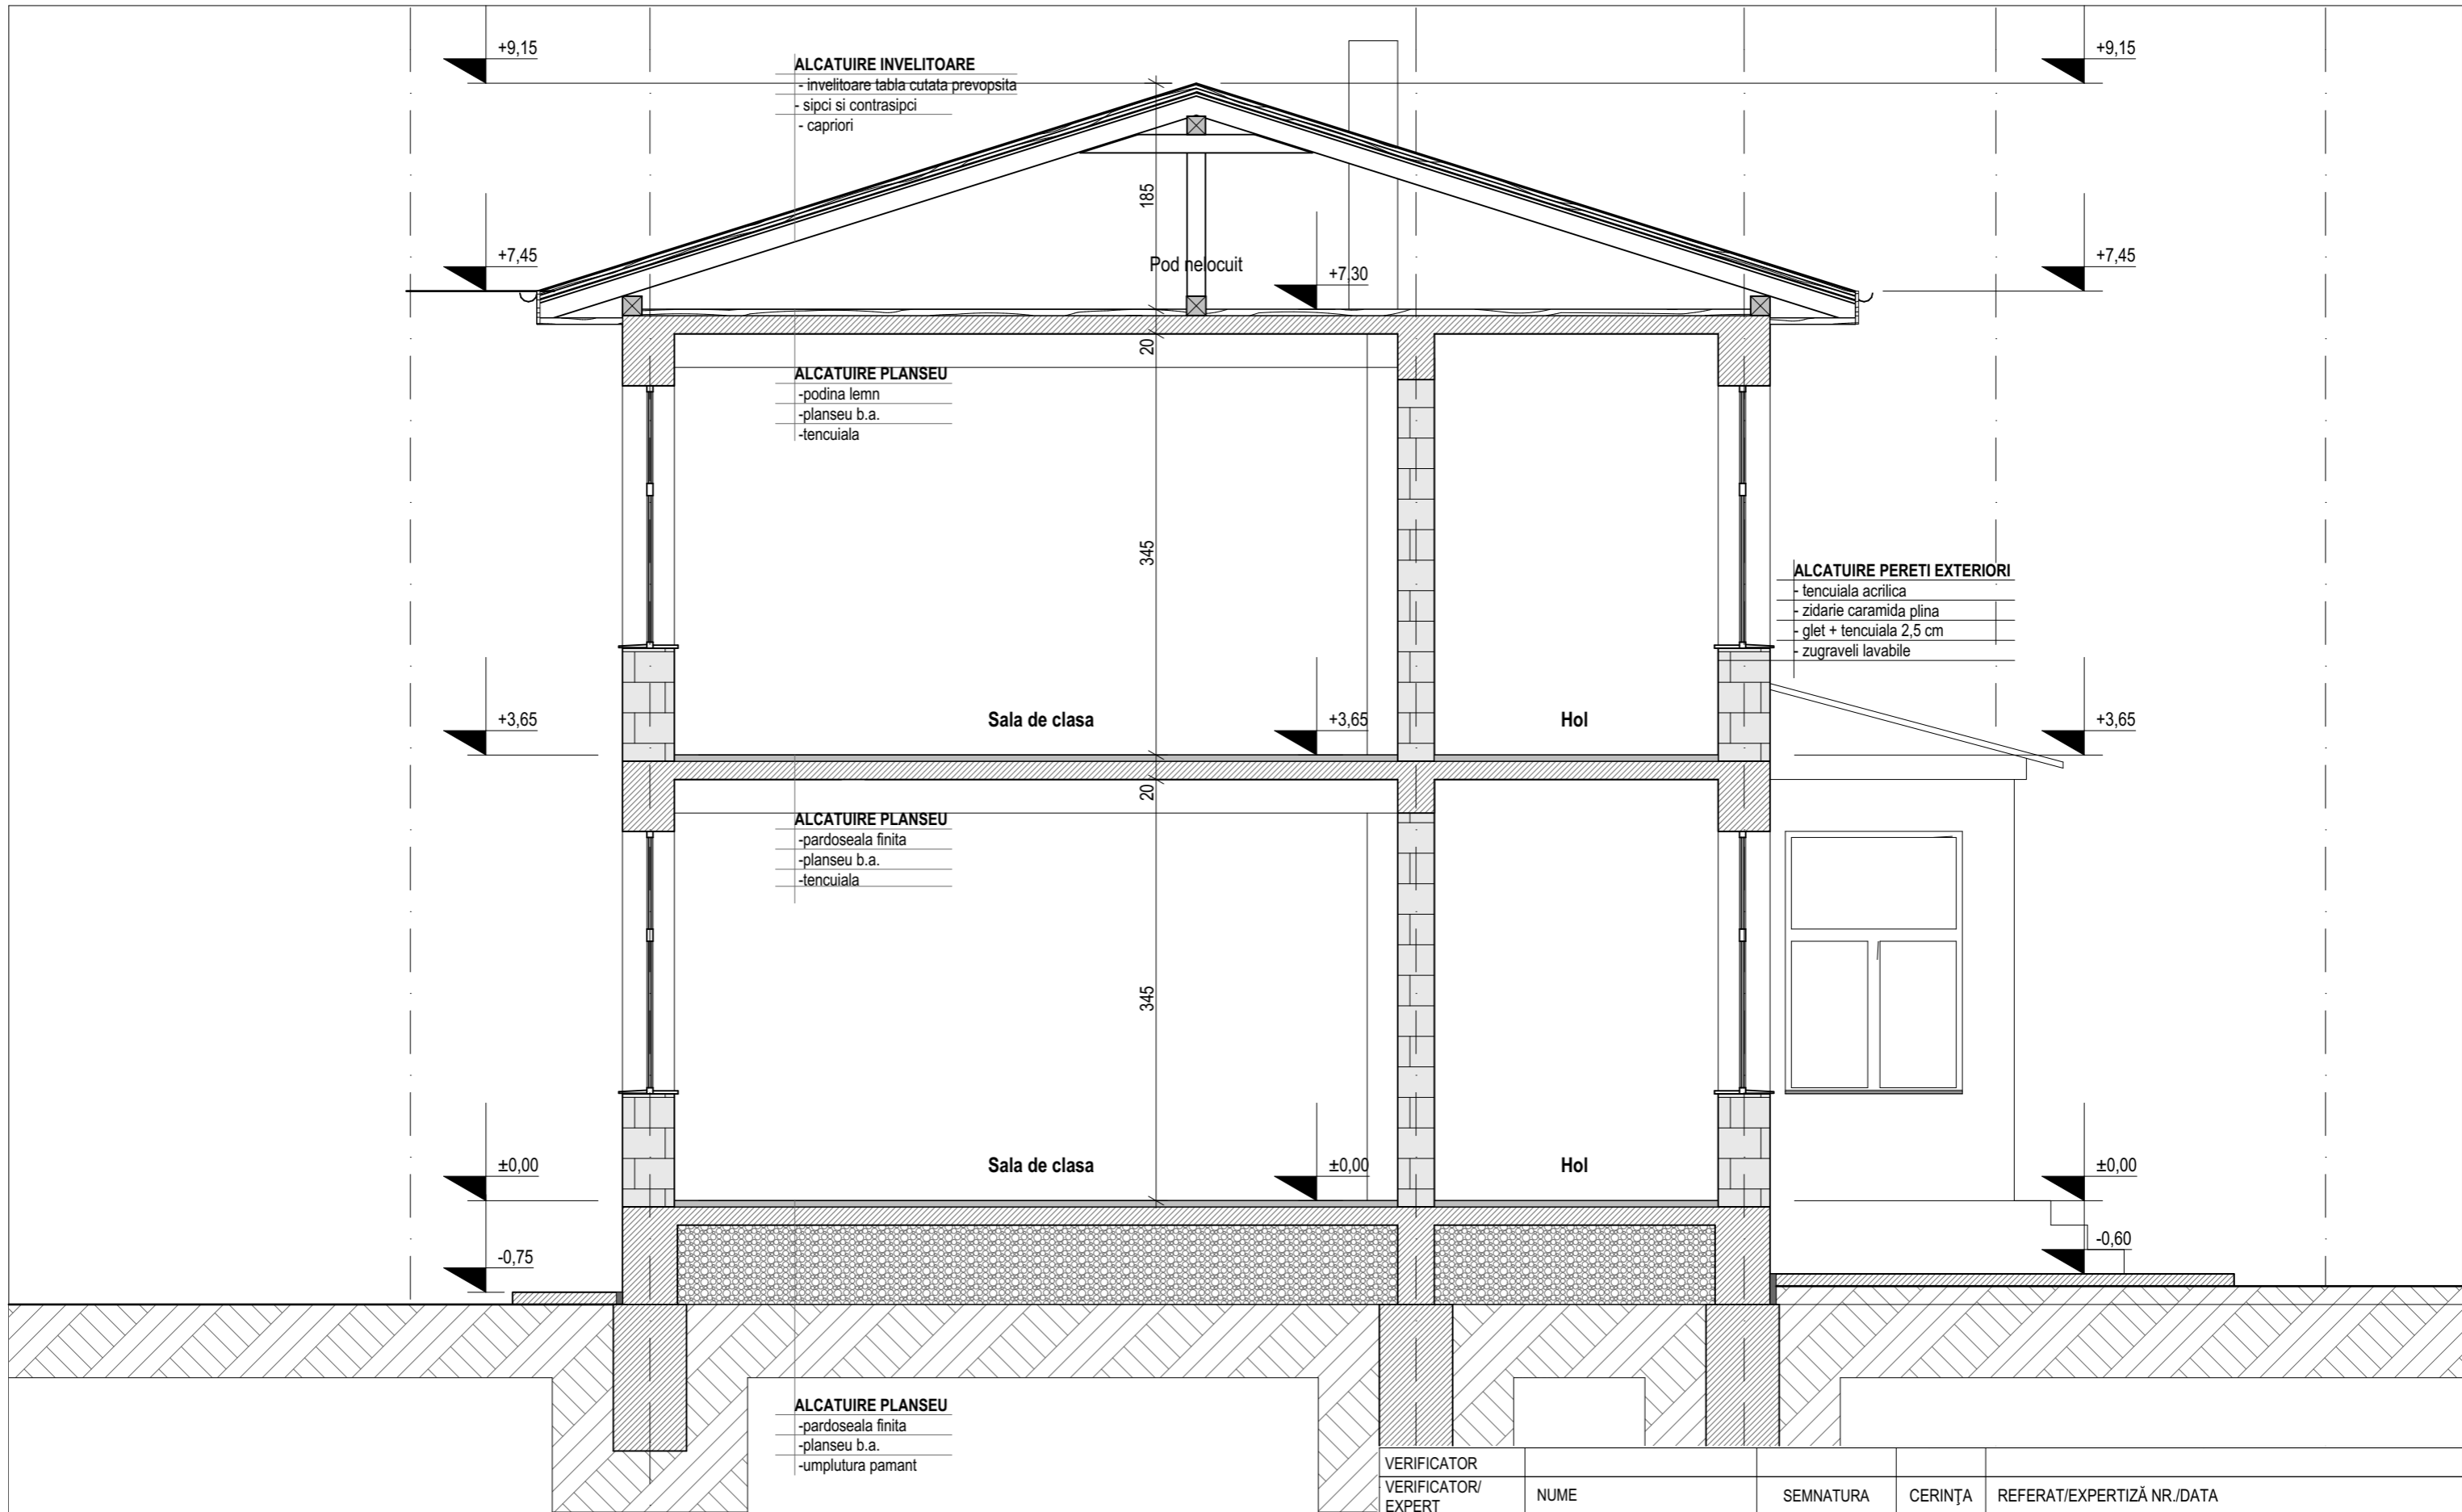 +9,15
+9,15
ALCATUIRE INVELITOARE
- invelitoare tabla cutata prevopsita
- sipci si contrasipci
- capriori
185
+7,45
Pod nelocuit
+7,30
+7,45
20
ALCATUIRE PLANSEU
-podina lemn
-planseu b.a.
-tencuiala
345
ALCATUIRE PERETI EXTERIORI
- tencuiala acrilica
- zidarie caramida plina
- glet + tencuiala 2,5 cm
- zugraveli lavabile
+3,65
Sala de clasa
+3,65
Hol
+3,65
20
ALCATUIRE PLANSEU
-pardoseala finita
-planseu b.a.
-tencuiala
345
±0,00
Sala de clasa
±0,00
Hol
±0,00
-0,75
-0,60
ALCATUIRE PLANSEU
-pardoseala finita
-planseu b.a.
-umplutura pamant
VERIFICATOR
VERIFICATOR/
EXPERT
NUME
SEMNATURA
CERINŢA
REFERAT/EXPERTIZĂ NR./DATA